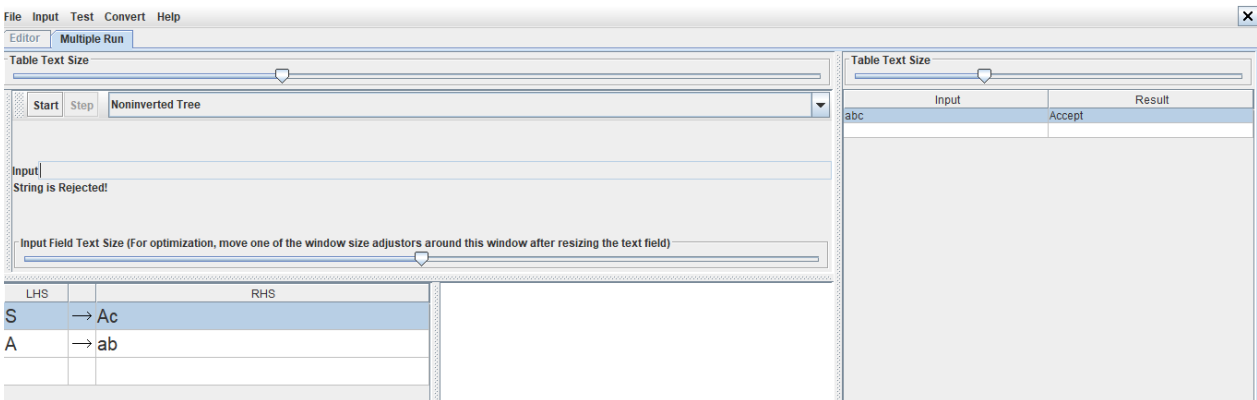 File Input Test Convert Help
Editor Multiple Run
Table Text Size
Start Step Noninverted Tree
Input
String is Rejected!
Input Field Text Size (For optimization, move one of the window size adjustors around this window after resizing the text field)
LHS RHS
S → Ac
A → ab
Table Text Size
Input Result
abc Accept